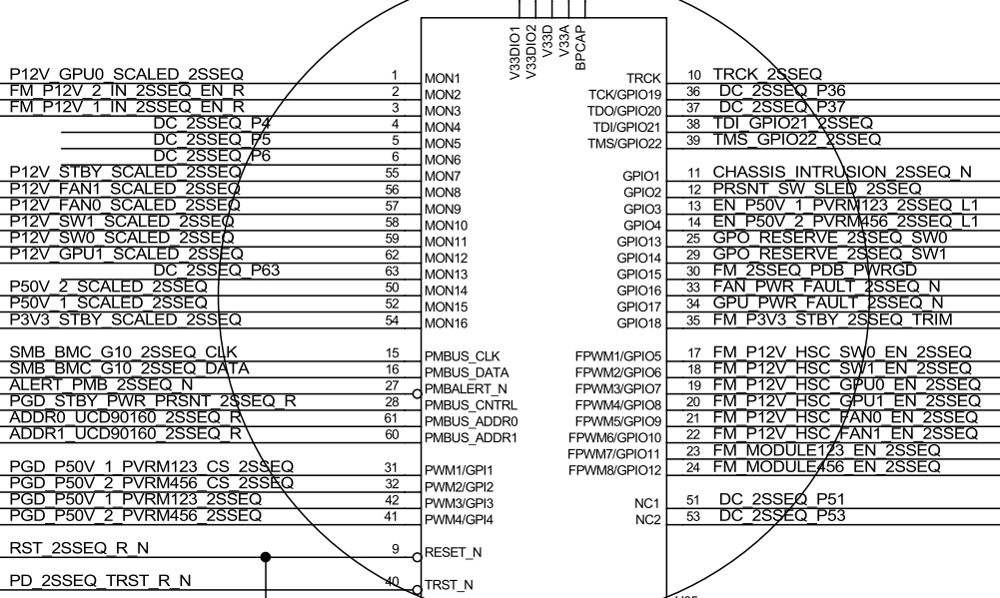 V33DIO1 V33DIO2 V33D V33A BPCAP
P12V_GPU0_SCALED_2SSEQ 1 MON1
FM_P12V_2_IN_2SSEQ_EN_R 2 MON2
FM_P12V_1_IN_2SSEQ_EN_R 3 MON3
DC_2SSEQ_P4 4 MON4
DC_2SSEQ_P5 5 MON5
DC_2SSEQ_P6 6 MON6
P12V_STBY_SCALED_2SSEQ 55 MON7
P12V_FAN1_SCALED_2SSEQ 56 MON8
P12V_FAN0_SCALED_2SSEQ 57 MON9
P12V_SW1_SCALED_2SSEQ 58 MON10
P12V_SW0_SCALED_2SSEQ 59 MON11
P12V_GPU1_SCALED_2SSEQ 62 MON12
DC_2SSEQ_P63 63 MON13
P50V_2_SCALED_2SSEQ 50 MON14
P50V_1_SCALED_2SSEQ 52 MON15
P3V3_STBY_SCALED_2SSEQ 54 MON16
SMB_BMC_G10_2SSEQ_CLK 15 PMBUS_CLK
SMB_BMC_G10_2SSEQ_DATA 16 PMBUS_DATA
ALERT_PMB_2SSEQ_N 27 PMBALERT_N
PGD_STBY_PWR_PRSNT_2SSEQ_R 28 PMBUS_CNTRL
ADDR0_UCD90160_2SSEQ_R 61 PMBUS_ADDR0
ADDR1_UCD90160_2SSEQ_R 60 PMBUS_ADDR1
PGD_P50V_1_PVRM123_CS_2SSEQ 31 PWM1/GPI1
PGD_P50V_2_PVRM456_CS_2SSEQ 32 PWM2/GPI2
PGD_P50V_1_PVRM123_2SSEQ 42 PWM3/GPI3
PGD_P50V_2_PVRM456_2SSEQ 41 PWM4/GPI4
RST_2SSEQ_R_N 9 RESET_N
PD_2SSEQ_TRST_R_N 40 TRST_N
TRCK 10 TRCK_2SSEQ
TCK/GPIO19 36 DC_2SSEQ_P36
TDO/GPIO20 37 DC_2SSEQ_P37
TDI/GPIO21 38 TDI_GPIO21_2SSEQ
TMS/GPIO22 39 TMS_GPIO22_2SSEQ
GPIO1 11 CHASSIS_INTRUSION_2SSEQ_N
GPIO2 12 PRSNT_SW_SLED_2SSEQ
GPIO3 13 EN_P50V_1_PVRM123_2SSEQ_L1
GPIO4 14 EN_P50V_2_PVRM456_2SSEQ_L1
GPIO13 25 GPO_RESERVE_2SSEQ_SW0
GPIO14 29 GPO_RESERVE_2SSEQ_SW1
GPIO15 30 FM_2SSEQ_PDB_PWRGD
GPIO16 33 FAN_PWR_FAULT_2SSEQ_N
GPIO17 34 GPU_PWR_FAULT_2SSEQ_N
GPIO18 35 FM_P3V3_STBY_2SSEQ_TRIM
FPWM1/GPIO5 17 FM_P12V_HSC_SW0_EN_2SSEQ
FPWM2/GPIO6 18 FM_P12V_HSC_SW1_EN_2SSEQ
FPWM3/GPIO7 19 FM_P12V_HSC_GPU0_EN_2SSEQ
FPWM4/GPIO8 20 FM_P12V_HSC_GPU1_EN_2SSEQ
FPWM5/GPIO9 21 FM_P12V_HSC_FAN0_EN_2SSEQ
FPWM6/GPIO10 22 FM_P12V_HSC_FAN1_EN_2SSEQ
FPWM7/GPIO11 23 FM_MODULE123_EN_2SSEQ
FPWM8/GPIO12 24 FM_MODULE456_EN_2SSEQ
NC1 51 DC_2SSEQ_P51
NC2 53 DC_2SSEQ_P53